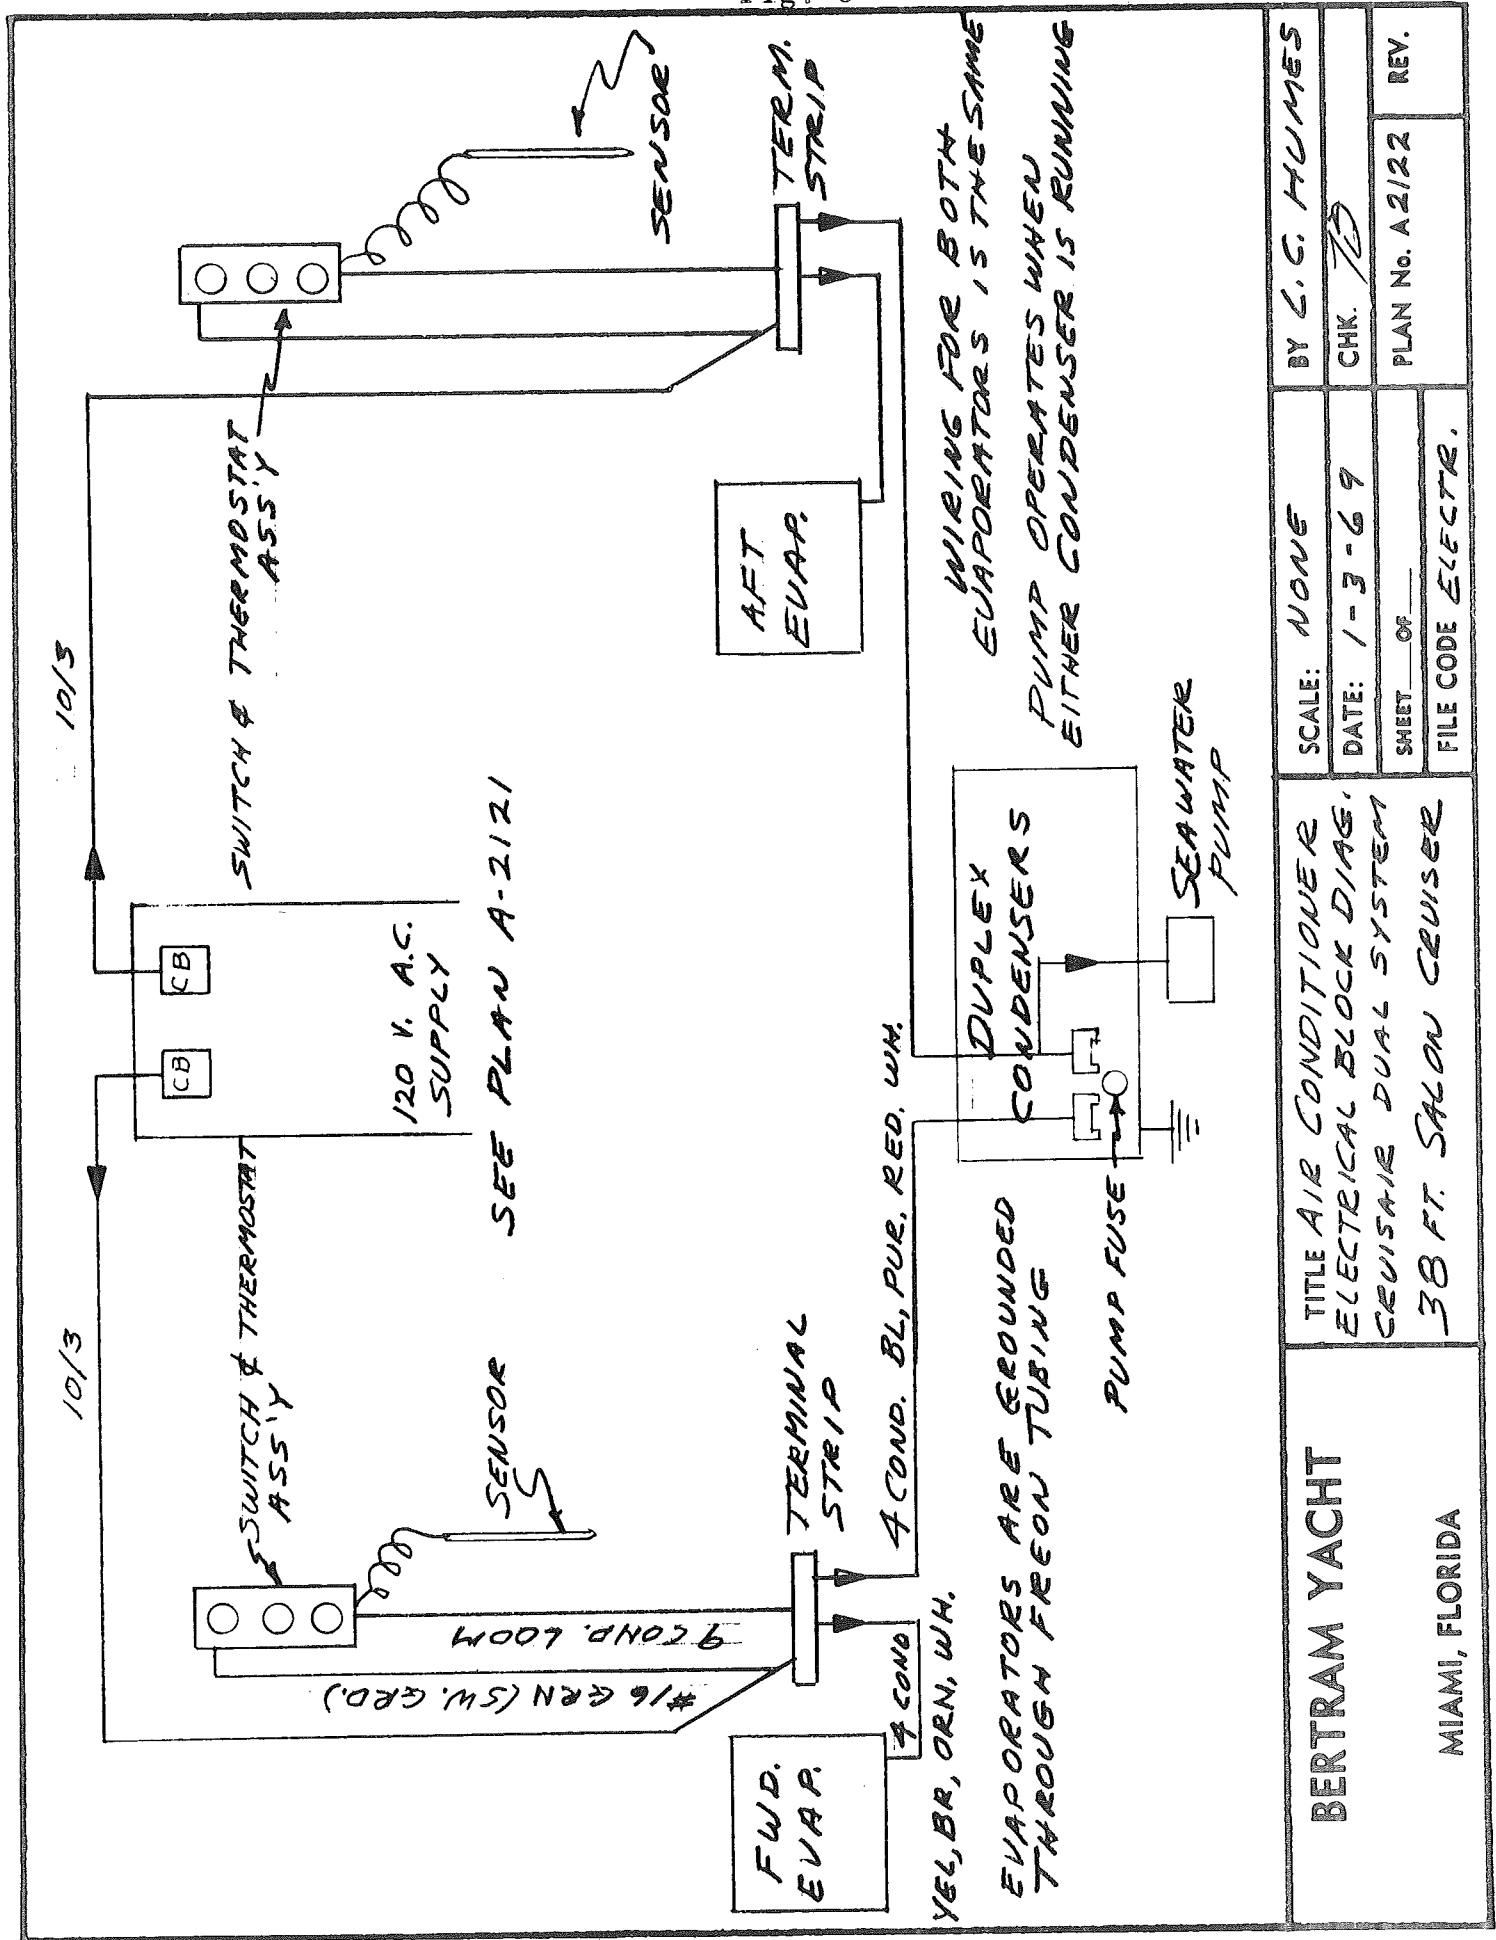 10/3
10/3
SWITCH & THERMOSTAT
ASS'Y
CB
CB
SWITCH & THERMOSTAT
ASS'Y
120 V. A.C.
SUPPLY
SEE PLAN A-2121
SENSOR
SENSOR
#16 GRN (SW. GRD.)
9 COND. LOOM
TERMINAL
STRIP
TERM.
STRIP
FWD.
EVAP.
AFT
EVAP.
4 COND
4 COND. BL, PUR, RED, WH.
YEL, BR, ORN, WH.
WIRING FOR BOTH
EVAPORATORS IS THE SAME
EVAPORATORS ARE GROUNDED
THROUGH FREON TUBING
DUPLEX
CONDENSERS
PUMP OPERATES WHEN
EITHER CONDENSER IS RUNNING
PUMP FUSE
SEAWATER
PUMP
BERTRAM YACHT
MIAMI, FLORIDA
TITLE AIR CONDITIONER
ELECTRICAL BLOCK DIAG.
CRUISAIR DUAL SYSTEM
38 FT. SALON CRUISER
SCALE: NONE
DATE: 1-3-69
SHEET OF
FILE CODE ELECTR.
BY C. C. HUMES
CHK.
PLAN No. A2122
REV.